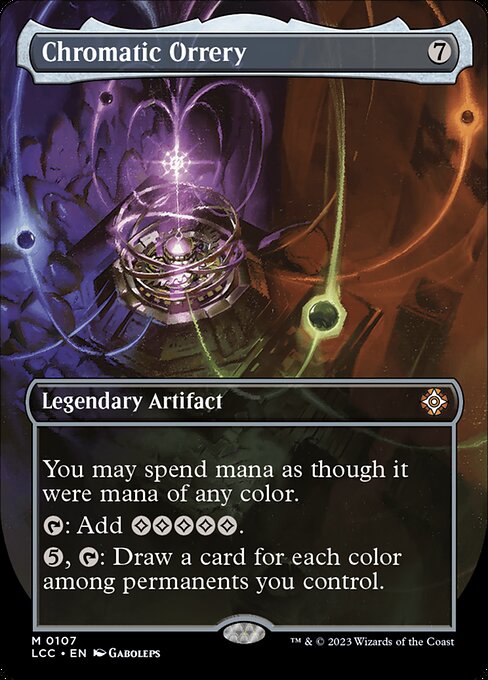 Chromatic Orrery 7
Legendary Artifact
You may spend mana as though it
were mana of any color.
: Add .
5, : Draw a card for each color
among permanents you control.
M 0107
LCC • EN Gaboleps
™ & © 2023 Wizards of the Coast